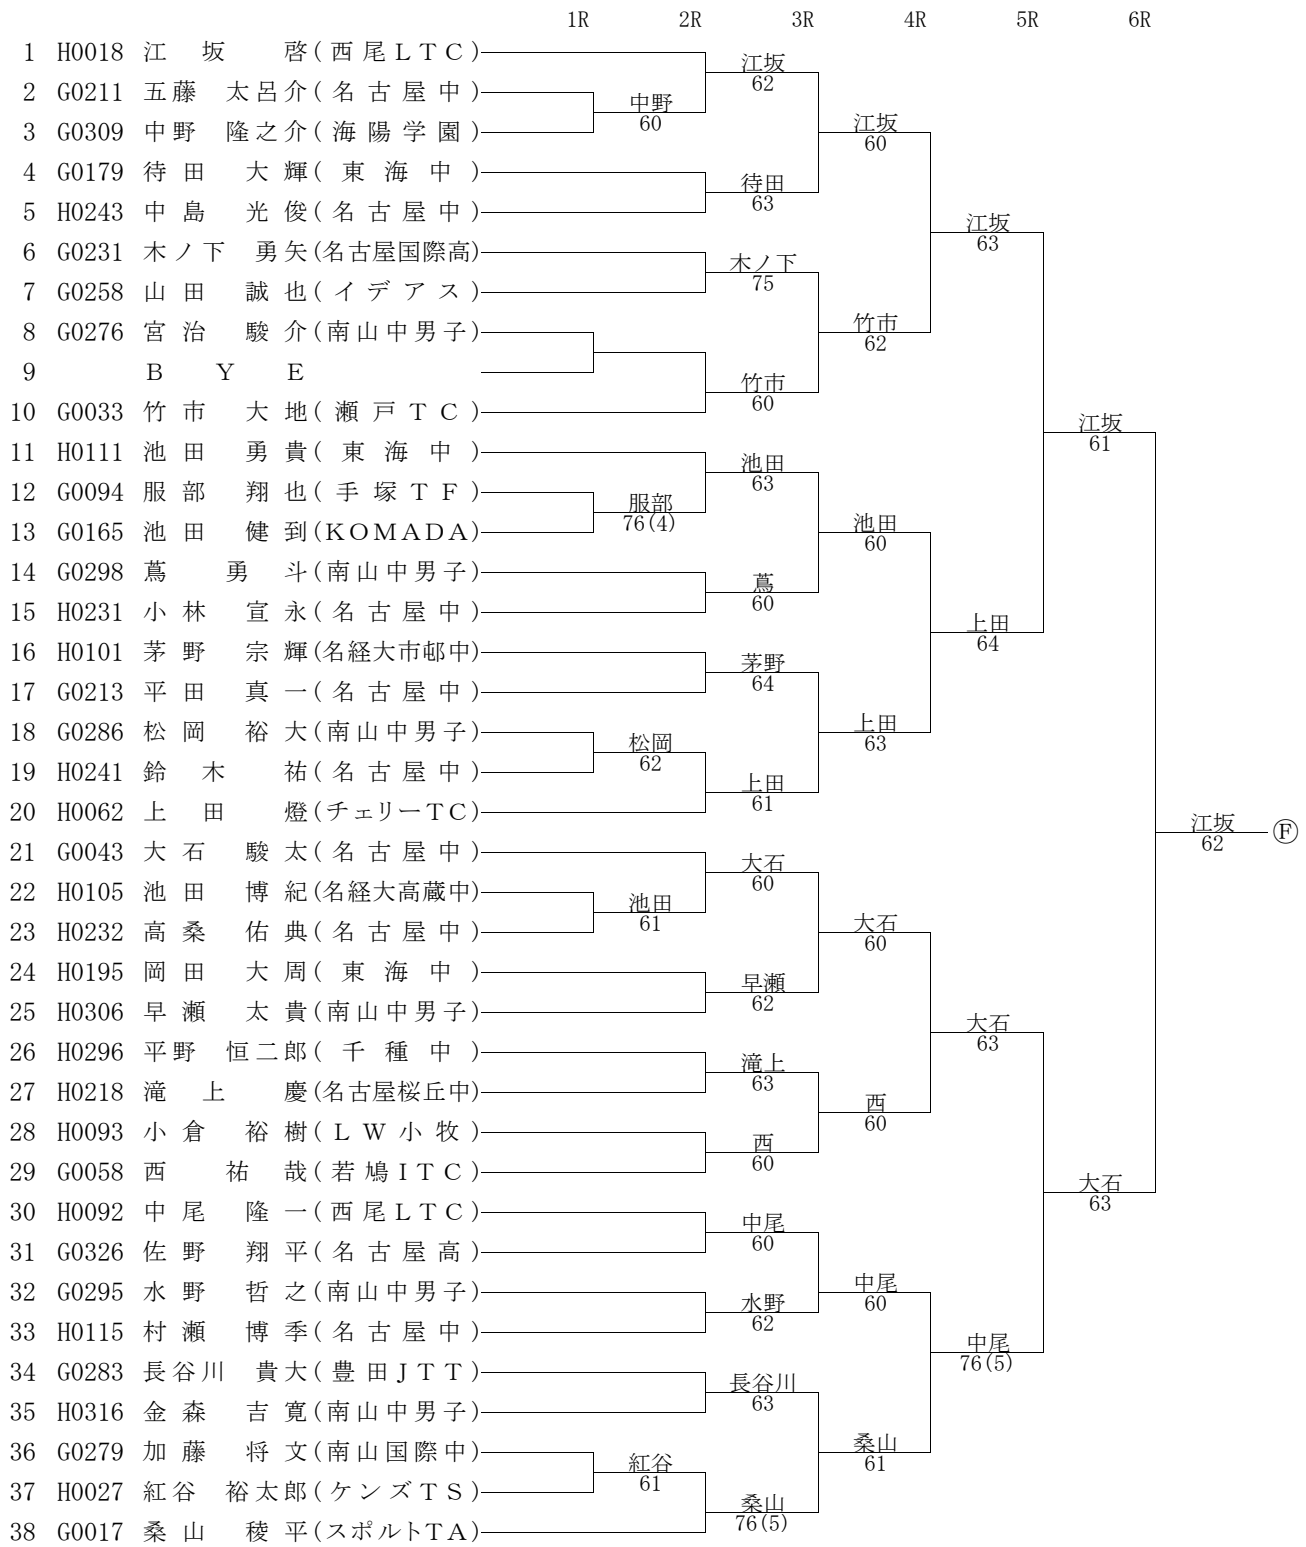 1R 2R 3R 4R 5R 6R
1 H0018 江坂 啓(西尾LTC)
江坂
62
2 G0211 五藤 太呂介(名古屋中)
中野
60
3 G0309 中野 隆之介(海陽学園)
江坂
60
4 G0179 待田 大輝(東海中)
待田
63
5 H0243 中島 光俊(名古屋中)
江坂
63
6 G0231 木ノ下 勇矢(名古屋国際高)
木ノ下
75
7 G0258 山田 誠也(イデアス)
8 G0276 宮治 駿介(南山中男子)
竹市
62
9 BYE
竹市
60
10 G0033 竹市 大地(瀬戸TC)
江坂
61
11 H0111 池田 勇貴(東海中)
池田
63
12 G0094 服部 翔也(手塚TF)
服部
76(4)
13 G0165 池田 健到(KOMADA)
池田
60
14 G0298 蔦 勇斗(南山中男子)
蔦
60
15 H0231 小林 宣永(名古屋中)
上田
64
16 H0101 茅野 宗輝(名経大市邨中)
茅野
64
17 G0213 平田 真一(名古屋中)
18 G0286 松岡 裕大(南山中男子)
上田
63
松岡
62
19 H0241 鈴木 祐(名古屋中)
上田
61
20 H0062 上田 燈(チェリーTC)
江坂
62
Ⓕ
21 G0043 大石 駿太(名古屋中)
大石
60
22 H0105 池田 博紀(名経大高蔵中)
池田
61
23 H0232 高桑 佑典(名古屋中)
大石
60
24 H0195 岡田 大周(東海中)
早瀬
62
25 H0306 早瀬 太貴(南山中男子)
大石
63
26 H0296 平野 恒二郎(千種中)
滝上
63
27 H0218 滝上 慶(名古屋桜丘中)
西
60
28 H0093 小倉 裕樹(LW小牧)
西
60
29 G0058 西 祐哉(若鳩ITC)
大石
63
30 H0092 中尾 隆一(西尾LTC)
中尾
60
31 G0326 佐野 翔平(名古屋高)
32 G0295 水野 哲之(南山中男子)
中尾
60
水野
62
33 H0115 村瀬 博季(名古屋中)
中尾
76(5)
34 G0283 長谷川 貴大(豊田JTT)
長谷川
63
35 H0316 金森 吉寛(南山中男子)
36 G0279 加藤 将文(南山国際中)
桑山
61
紅谷
61
37 H0027 紅谷 裕太郎(ケンズTS)
桑山
76(5)
38 G0017 桑山 稜平(スポルトTA)